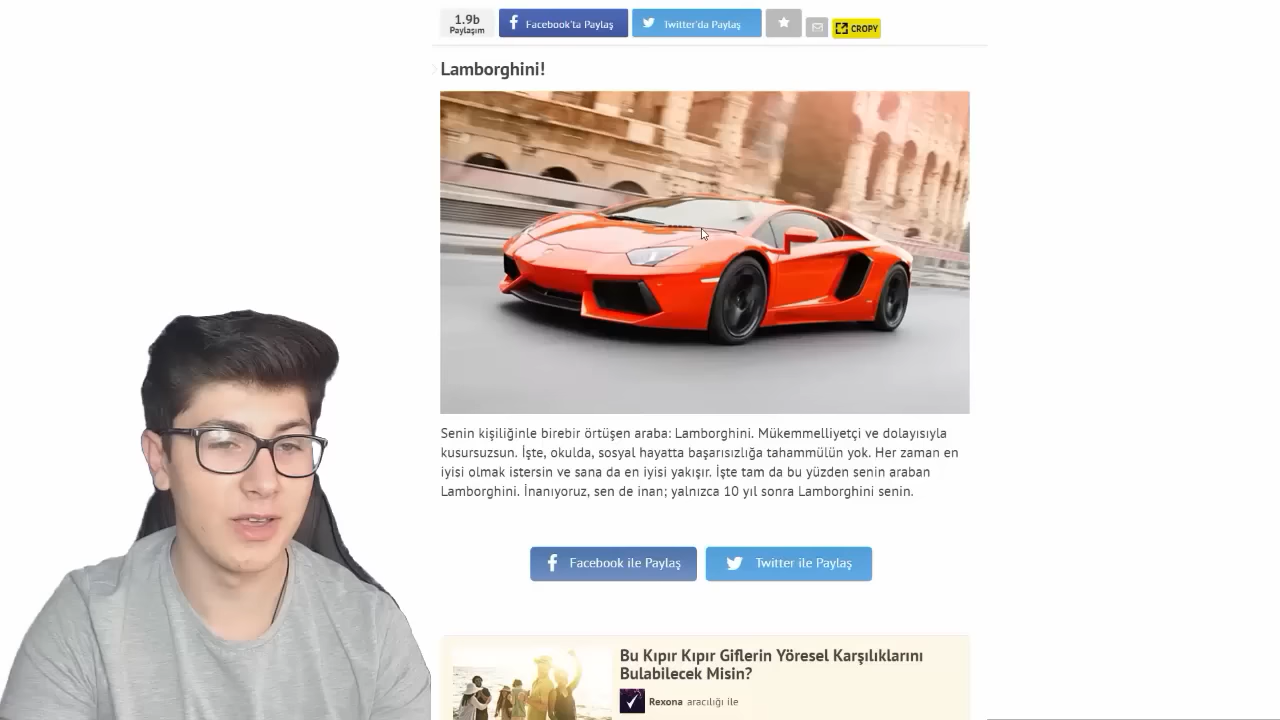 1.9b
Paylaşım
Facebook'ta Paylaş
Twitter'da Paylaş
CROPY
Lamborghini!
Senin kişiliğinle birebir örtüşen araba: Lamborghini. Mükemmelliyetçi ve dolayısıyla
kusursuzsun. İşte, okulda, sosyal hayatta başarısızlığa tahammülün yok. Her zaman en
iyisi olmak istersin ve sana da en iyisi yakışır. İşte tam da bu yüzden senin araban
Lamborghini. İnanıyoruz, sen de inan; yalnızca 10 yıl sonra Lamborghini senin.
Facebook ile Paylaş
Twitter ile Paylaş
Bu Kıpır Kıpır Giflerin Yöresel Karşılıklarını
Bulabilecek Misin?
Rexona aracılığı ile